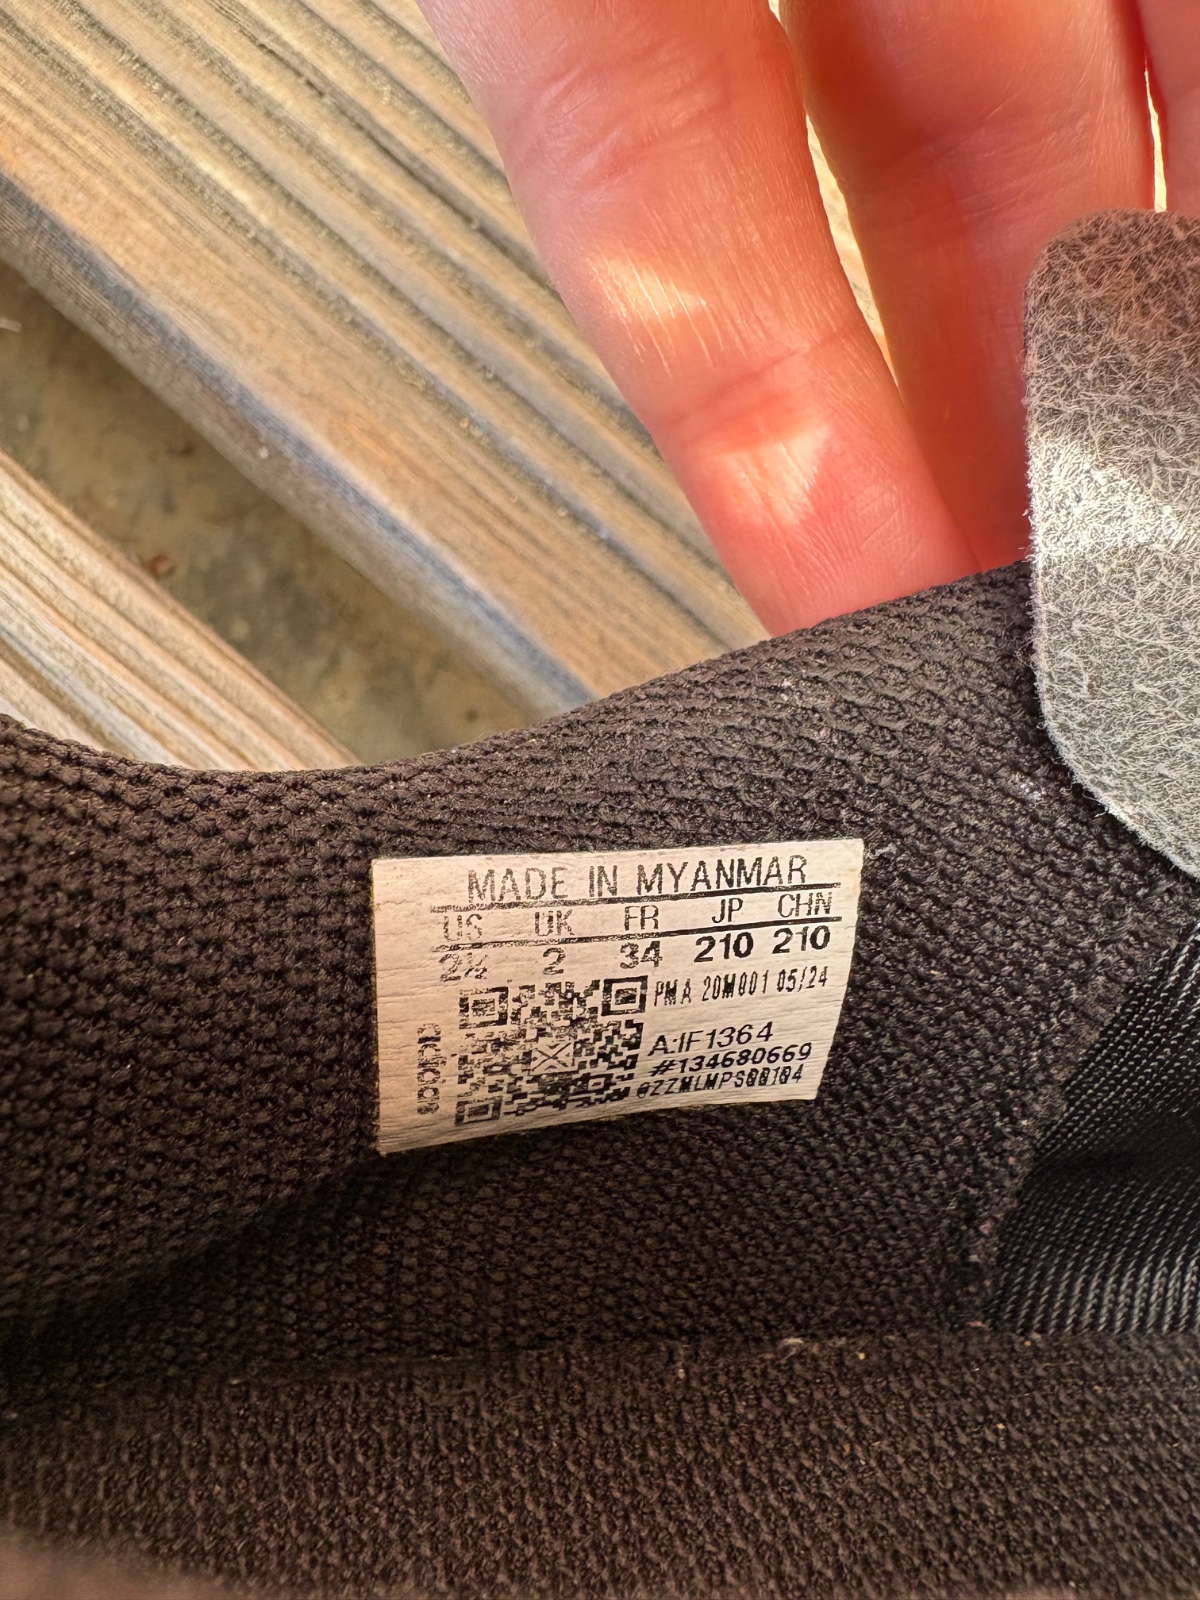 MADE IN MYANMAR
US UK FR JP CHN
2½ 2 34 210 210
PMA 20M001 05/24
A:IF1364
#134680669
@ZZMLMPS00104
adidas